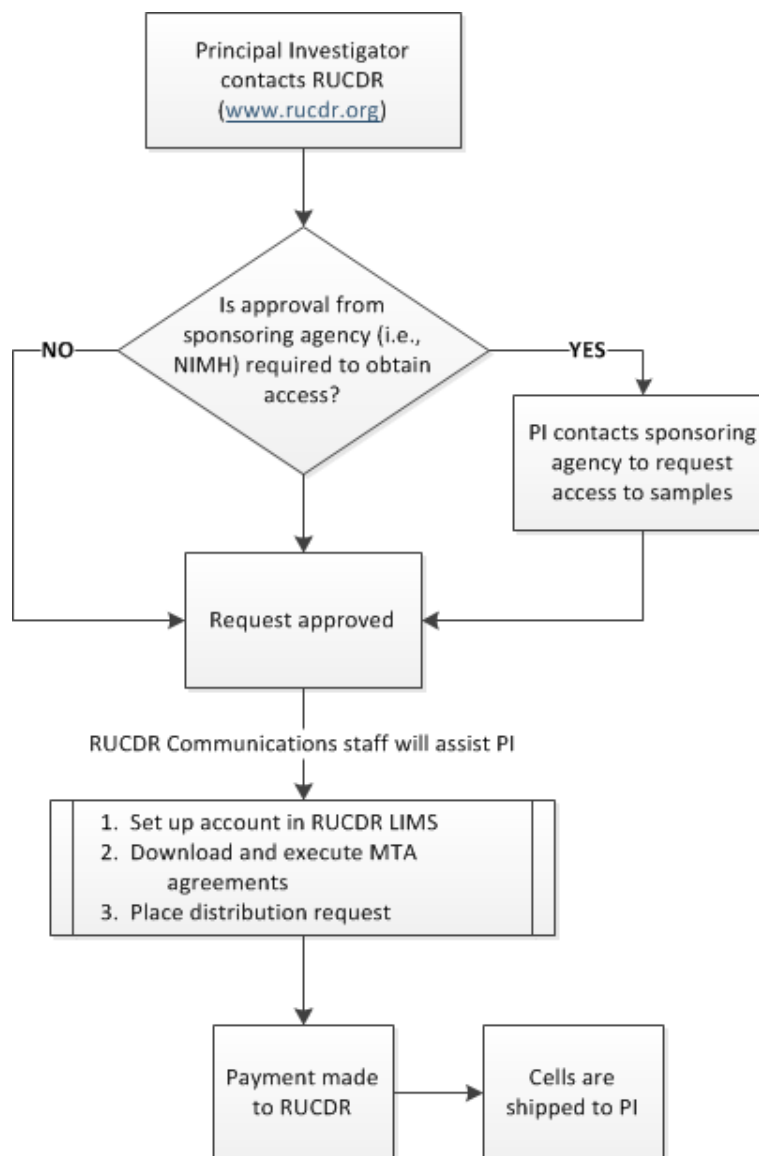 Principal Investigator
contacts RUCDR
(www.rucdr.org)
Is approval from
sponsoring agency (i.e.,
NIMH) required to obtain
access?
NO
YES
PI contacts sponsoring
agency to request
access to samples
Request approved
RUCDR Communications staff will assist PI
1. Set up account in RUCDR LIMS
2. Download and execute MTA
agreements
3. Place distribution request
Payment made
to RUCDR
Cells are
shipped to PI